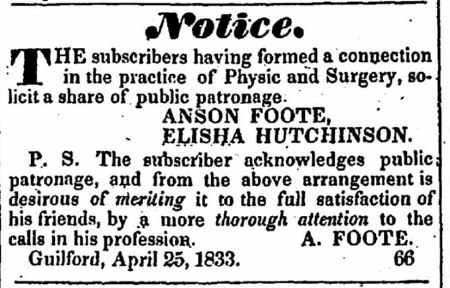 Notice.
THE subscribers having formed a connection
in the practice of Physic and Surgery, so-
licit a share of public patronage.
ANSON FOOTE,
ELISHA HUTCHINSON.
P. S. The subscriber acknowledges public
patronage, and from the above arrangement is
desirous of meriting it to the full satisfaction of
his friends, by a more thorough attention to the
calls in his profession. A. FOOTE.
Guilford, April 25, 1833. 66